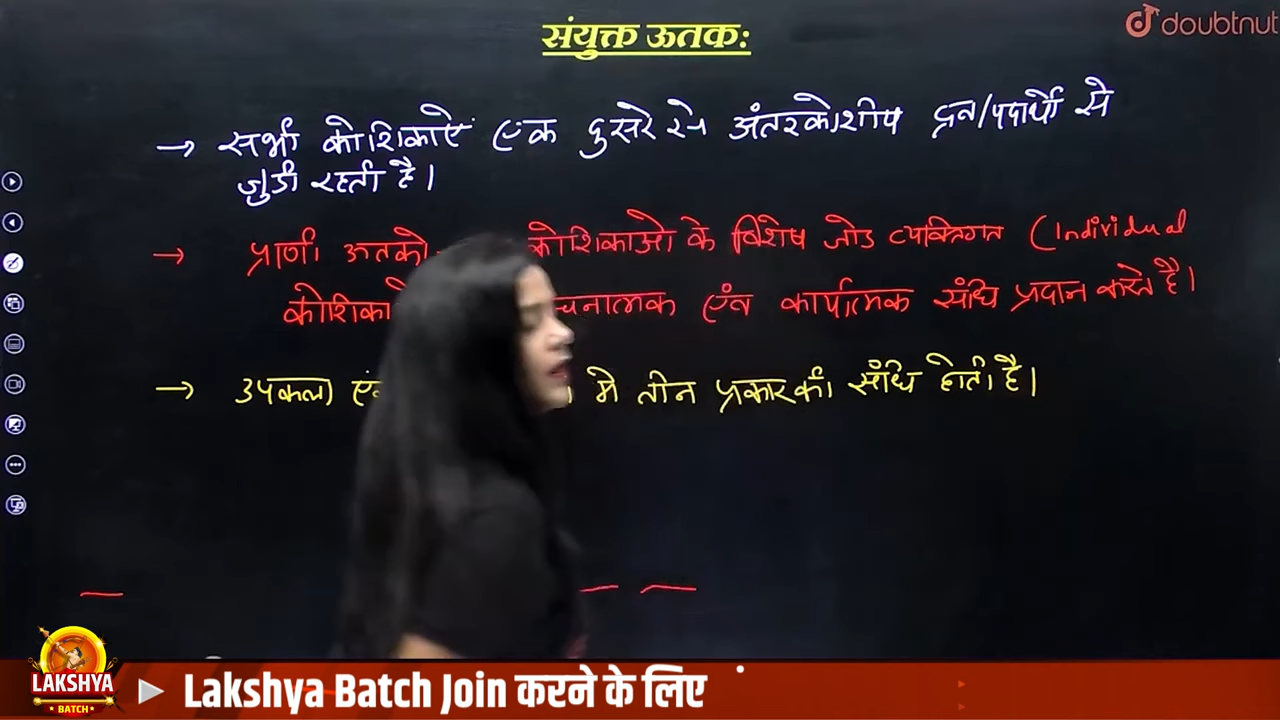 doubtnut
संयुक्त ऊतक:
→ सभी कोशिकाएं एक दुसरे से अंतरकोशीय द्रव/पदार्थो से
जुडी रहती है।
→ प्राणी ऊतको कोशिकाओ के विशेष जोड व्यक्तिगत (Individual
कोशिका चनात्मक एंव कार्यात्मक संधि प्रदान करते है।
→ उपकला एंव मे तीन प्रकार की संधि होती है।
LAKSHYA
BATCH
Lakshya Batch Join करने के लिए